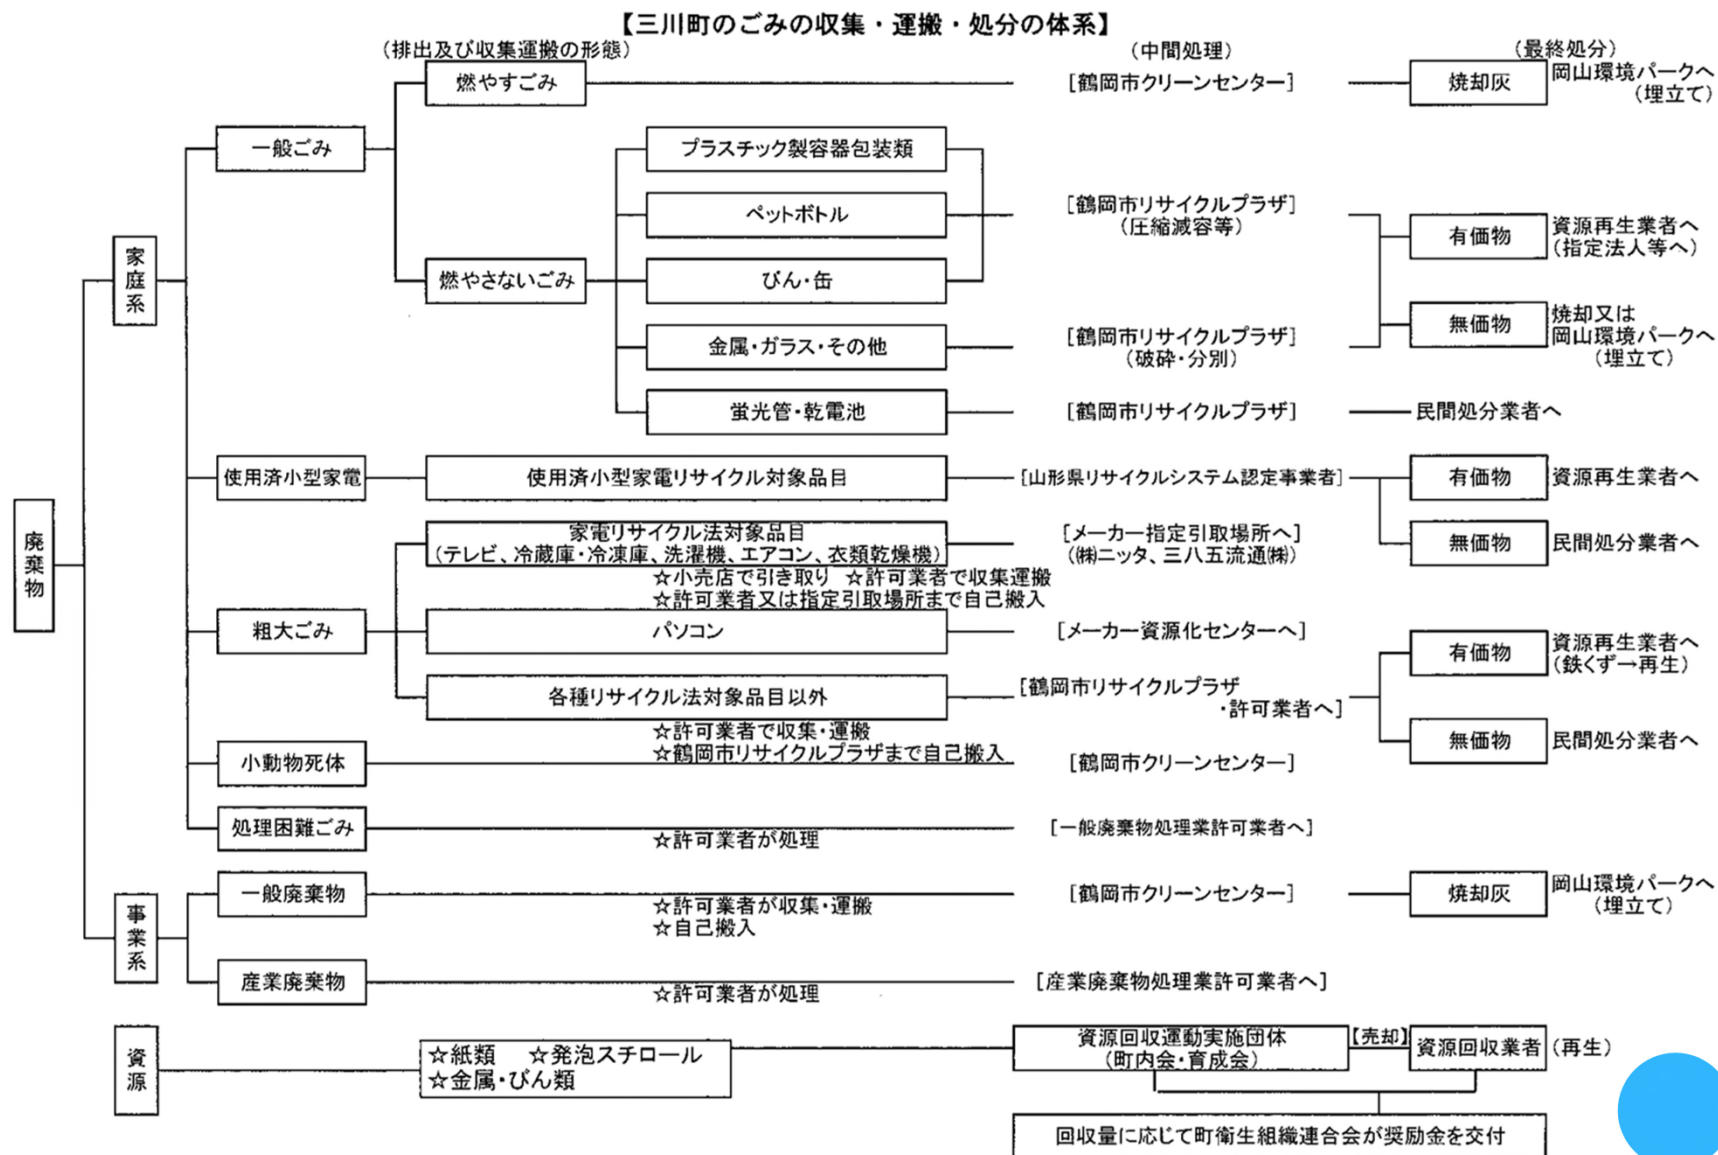 【三川町のごみの収集・運搬・処分の体系】
(排出及び収集運搬の形態)
(中間処理)
(最終処分)
燃やすごみ
[鶴岡市クリーンセンター]
焼却灰
岡山環境パークへ
(埋立て)
一般ごみ
プラスチック製容器包装類
ペットボトル
[鶴岡市リサイクルプラザ]
(圧縮減容等)
有価物
資源再生業者へ
(指定法人等へ)
家庭系
燃やさないごみ
びん・缶
無価物
焼却又は
岡山環境パークへ
(埋立て)
金属・ガラス・その他
[鶴岡市リサイクルプラザ]
(破砕・分別)
蛍光管・乾電池
[鶴岡市リサイクルプラザ]
民間処分業者へ
使用済小型家電
使用済小型家電リサイクル対象品目
[山形県リサイクルシステム認定事業者]
有価物
資源再生業者へ
無価物
民間処分業者へ
廃棄物
家電リサイクル法対象品目
(テレビ、冷蔵庫・冷凍庫、洗濯機、エアコン、衣類乾燥機)
[メーカー指定引取場所へ]
(㈱ニッタ、三八五流通㈱)
☆小売店で引き取り ☆許可業者で収集運搬
☆許可業者又は指定引取場所まで自己搬入
粗大ごみ
パソコン
[メーカー資源化センターへ]
有価物
資源再生業者へ
(鉄くず→再生)
各種リサイクル法対象品目以外
[鶴岡市リサイクルプラザ
・許可業者へ]
☆許可業者で収集・運搬
☆鶴岡市リサイクルプラザまで自己搬入
無価物
民間処分業者へ
小動物死体
[鶴岡市クリーンセンター]
処理困難ごみ
☆許可業者が処理
[一般廃棄物処理業許可業者へ]
事業系
一般廃棄物
☆許可業者が収集・運搬
☆自己搬入
[鶴岡市クリーンセンター]
焼却灰
岡山環境パークへ
(埋立て)
産業廃棄物
☆許可業者が処理
[産業廃棄物処理業許可業者へ]
資源
☆紙類 ☆発泡スチロール
☆金属・びん類
資源回収運動実施団体
(町内会・育成会)
【売却】
資源回収業者
(再生)
回収量に応じて町衛生組織連合会が奨励金を交付